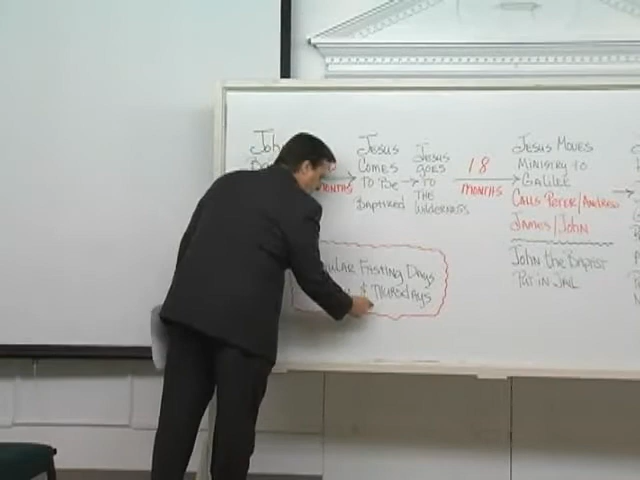 Joh
Ba
MONTHS
JESUS
COMES
TO BE
Baptized
JESUS
goes
TO
THE
Wilderness
18
MONTHS
JESUS MOVES
MINISTRY TO
GALILEE
CALLS PETER/ANDREW
JAMES/JOHN
JOHN THE BAPTIST
PUT IN JAIL
ular Fasting Days
& Thursdays